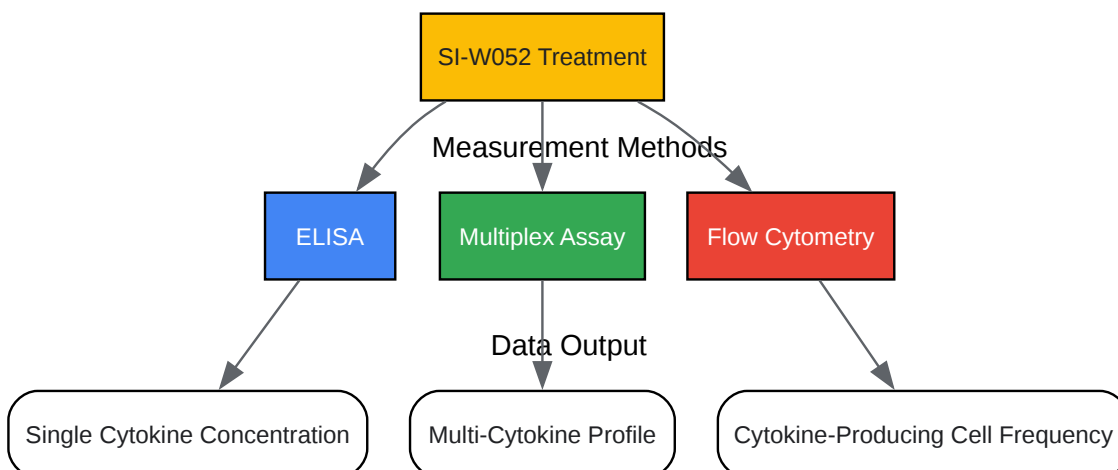 SI-W052 Treatment
Measurement Methods
ELISA
Multiplex Assay
Flow Cytometry
Data Output
Single Cytokine Concentration
Multi-Cytokine Profile
Cytokine-Producing Cell Frequency